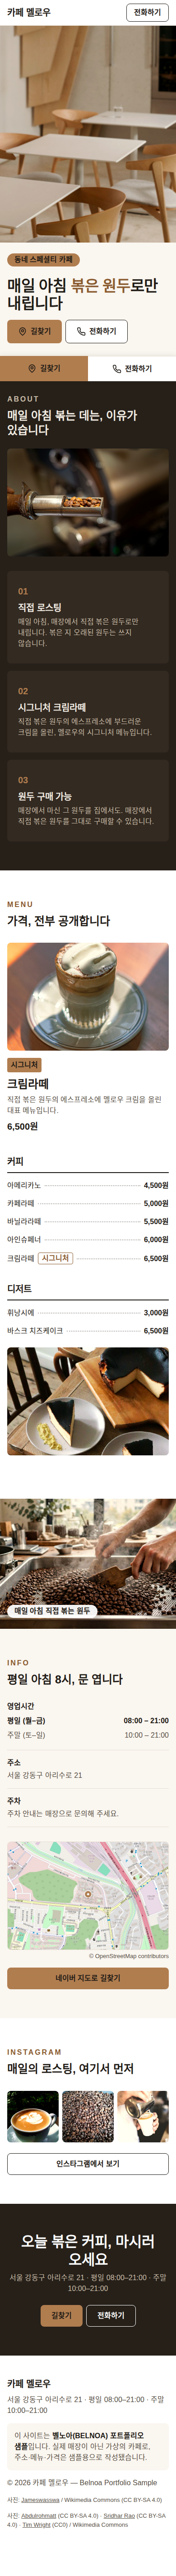 카페 멜로우
전화하기
동네 스페셜티 카페
매일 아침 볶은 원두로만
내립니다
길찾기
전화하기
길찾기
전화하기
ABOUT
매일 아침 볶는 데는, 이유가
있습니다
01
직접 로스팅
매일 아침, 매장에서 직접 볶은 원두로만
내립니다. 볶은 지 오래된 원두는 쓰지
않습니다.
02
시그니처 크림라떼
직접 볶은 원두의 에스프레소에 부드러운
크림을 올린, 멜로우의 시그니처 메뉴입니다.
03
원두 구매 가능
매장에서 마신 그 원두를 집에서도. 매장에서
직접 볶은 원두를 그대로 구매할 수 있습니다.
MENU
가격, 전부 공개합니다
시그니처
크림라떼
직접 볶은 원두의 에스프레소에 멜로우 크림을 올린
대표 메뉴입니다.
6,500원
커피
아메리카노 4,500원
카페라떼 5,000원
바닐라라떼 5,500원
아인슈페너 6,000원
크림라떼 시그니처 6,500원
디저트
휘낭시에 3,000원
바스크 치즈케이크 6,500원
매일 아침 직접 볶는 원두
INFO
평일 아침 8시, 문 엽니다
영업시간
평일 (월–금) 08:00 – 21:00
주말 (토–일) 10:00 – 21:00
주소
서울 강동구 아리수로 21
주차
주차 안내는 매장으로 문의해 주세요.
© OpenStreetMap contributors
네이버 지도로 길찾기
INSTAGRAM
매일의 로스팅, 여기서 먼저
인스타그램에서 보기
오늘 볶은 커피, 마시러
오세요
서울 강동구 아리수로 21 · 평일 08:00–21:00 · 주말
10:00–21:00
길찾기
전화하기
카페 멜로우
서울 강동구 아리수로 21 · 평일 08:00–21:00 · 주말
10:00–21:00
이 사이트는 벨노아(BELNOA) 포트폴리오
샘플입니다. 실제 매장이 아닌 가상의 카페로,
주소·메뉴·가격은 샘플용으로 작성됐습니다.
© 2026 카페 멜로우 — Belnoa Portfolio Sample
사진: Jameswasswa / Wikimedia Commons (CC BY-SA 4.0)
사진: Abdulrohmatt (CC BY-SA 4.0) · Sridhar Rao (CC BY-SA
4.0) · Tim Wright (CC0) / Wikimedia Commons